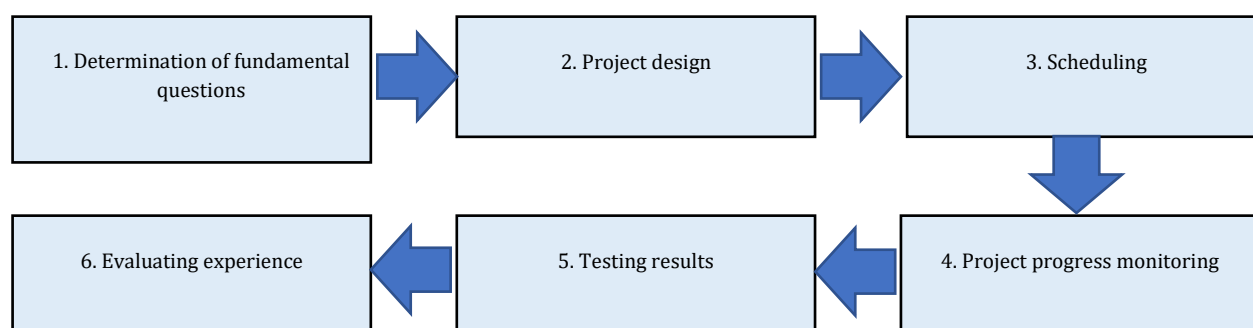 1. Determination of fundamental
questions
2. Project design
3. Scheduling
4. Project progress monitoring
5. Testing results
6. Evaluating experience